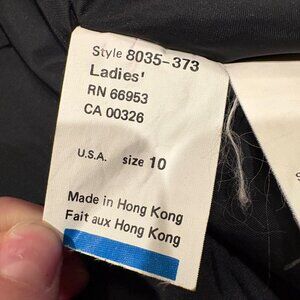 Style 8035-373
Ladies'
RN 66953
CA 00326
U.S.A. size 10
Made in Hong Kong
Fait aux Hong Kong